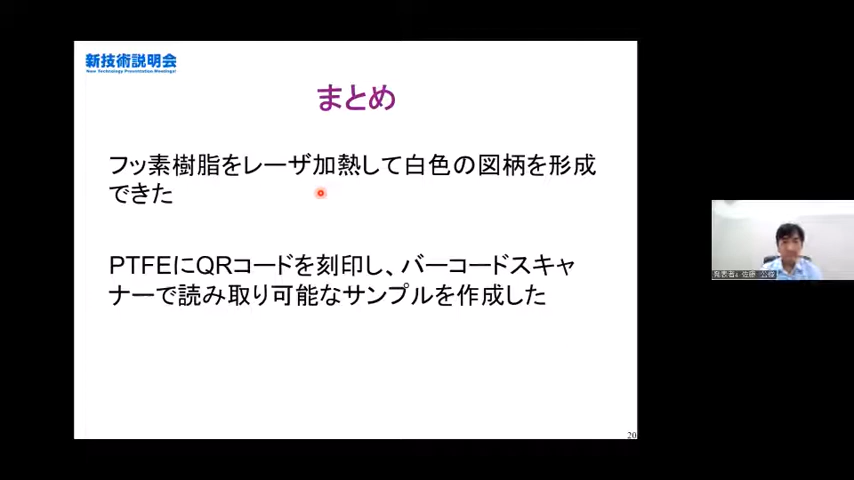 新技術説明会
New Technology Presentation Meetings!
まとめ
フッ素樹脂をレーザ加熱して白色の図柄を形成
できた
PTFEにQRコードを刻印し、バーコードスキャ
ナーで読み取り可能なサンプルを作成した
発表者: 佐藤
20